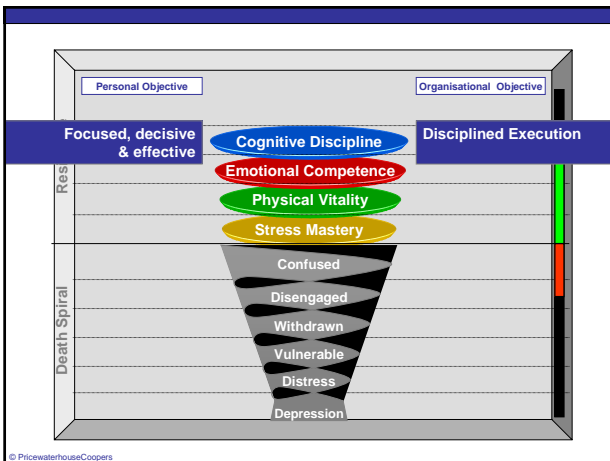 Personal Objective
Organisational Objective
Focused, decisive
& effective
Cognitive Discipline
Disciplined Execution
Emotional Competence
Physical Vitality
Stress Mastery
Confused
Disengaged
Withdrawn
Vulnerable
Distress
Depression
Death Spiral
© PricewaterhouseCoopers